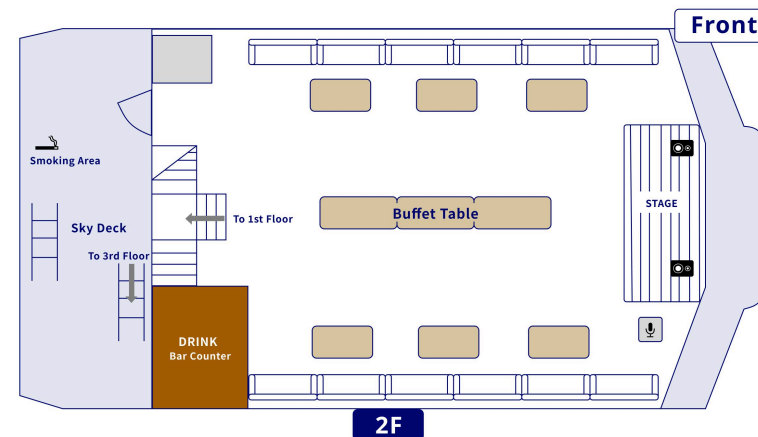 Front
Smoking Area
Sky Deck
To 1st Floor
To 3rd Floor
Buffet Table
STAGE
DRINK
Bar Counter
2F